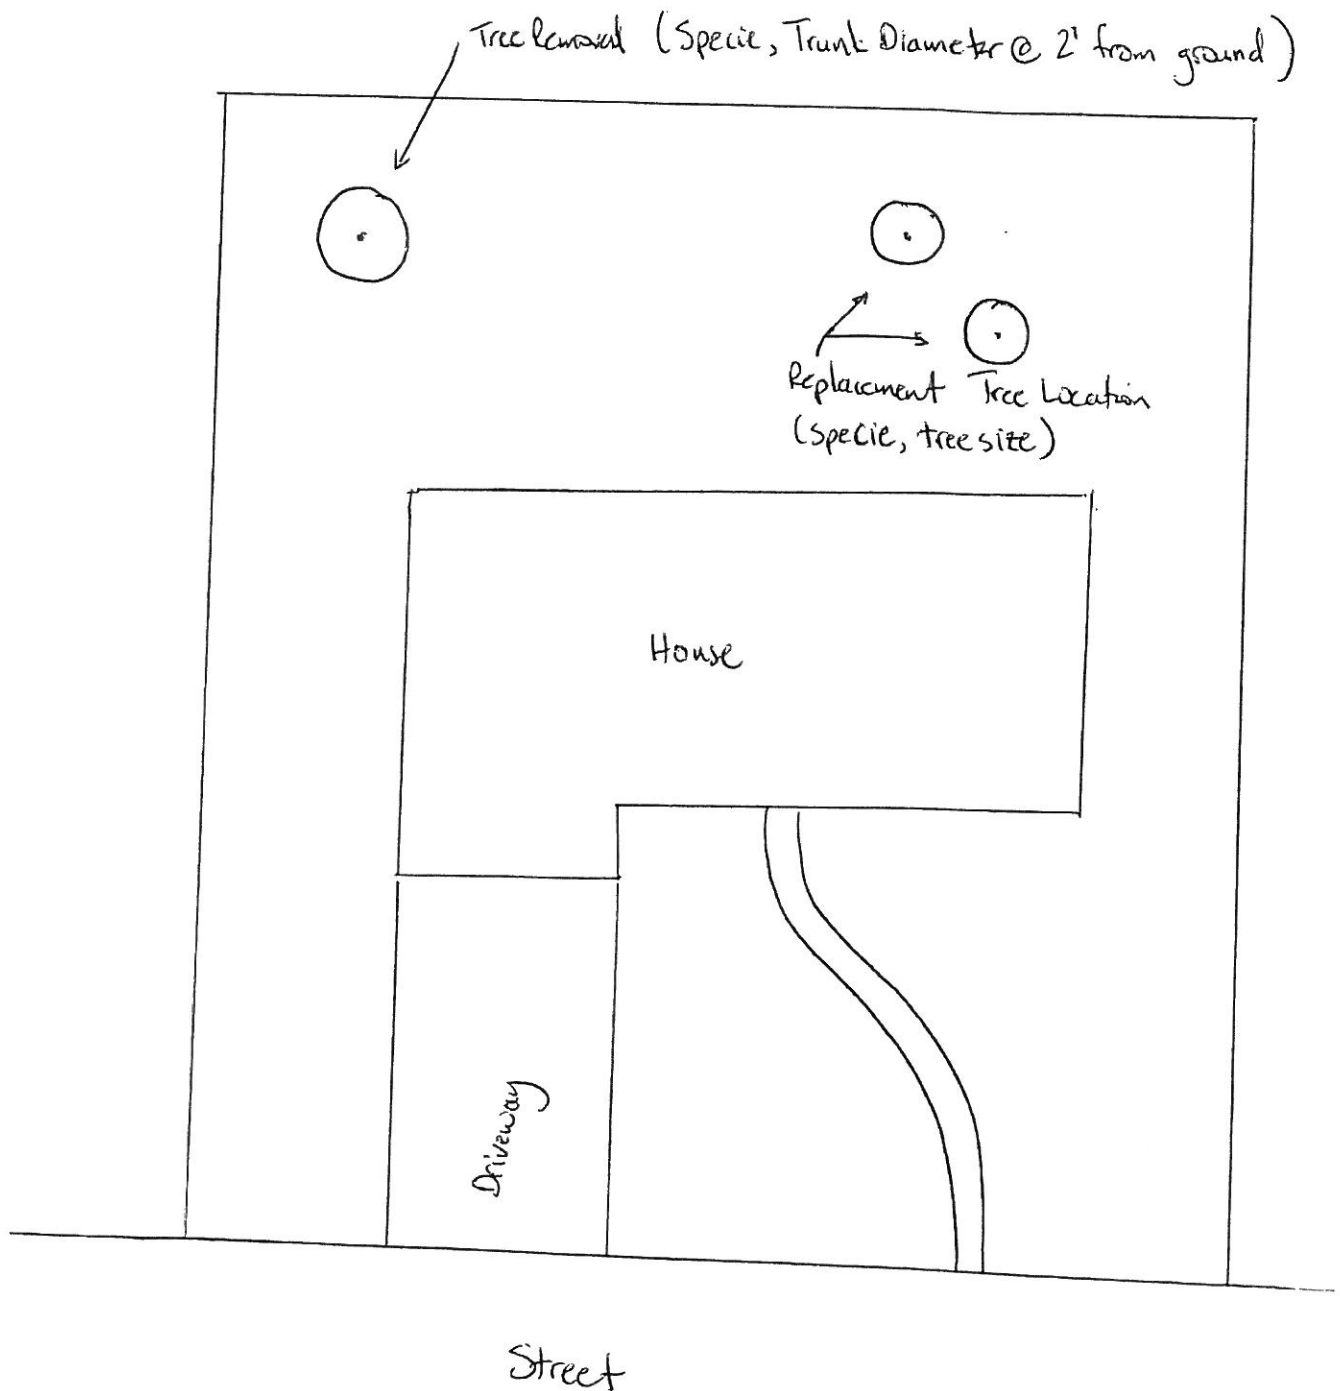 Tree Removal (Specie, Trunk Diameter @ 2' from ground)
Replacement Tree Location
(specie, tree size)
House
Driveway
Street